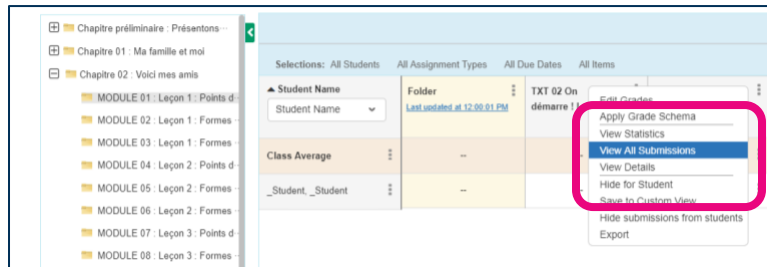 Chapitre préliminaire : Présentons···
Chapitre 01 : Ma famille et moi
Chapitre 02 : Voici mes amis
MODULE 01 : Leçon 1 : Points d···
MODULE 02 : Leçon 1 : Formes ···
MODULE 03 : Leçon 1 : Formes ···
MODULE 04 : Leçon 2 : Points d···
MODULE 05 : Leçon 2 : Formes ···
MODULE 06 : Leçon 2 : Formes ···
MODULE 07 : Leçon 3 : Points d···
MODULE 08 : Leçon 3 : Formes ···
Selections: All Students All Assignment Types All Due Dates All Items
Student Name
Student Name
Folder
Last updated at 12:00:01 PM
TXT 02 On
démarre !
Class Average --
_Student, _Student --
Edit Grades
Apply Grade Schema
View Statistics
View All Submissions
View Details
Hide for Student
Save to Custom View
Hide submissions from students
Export